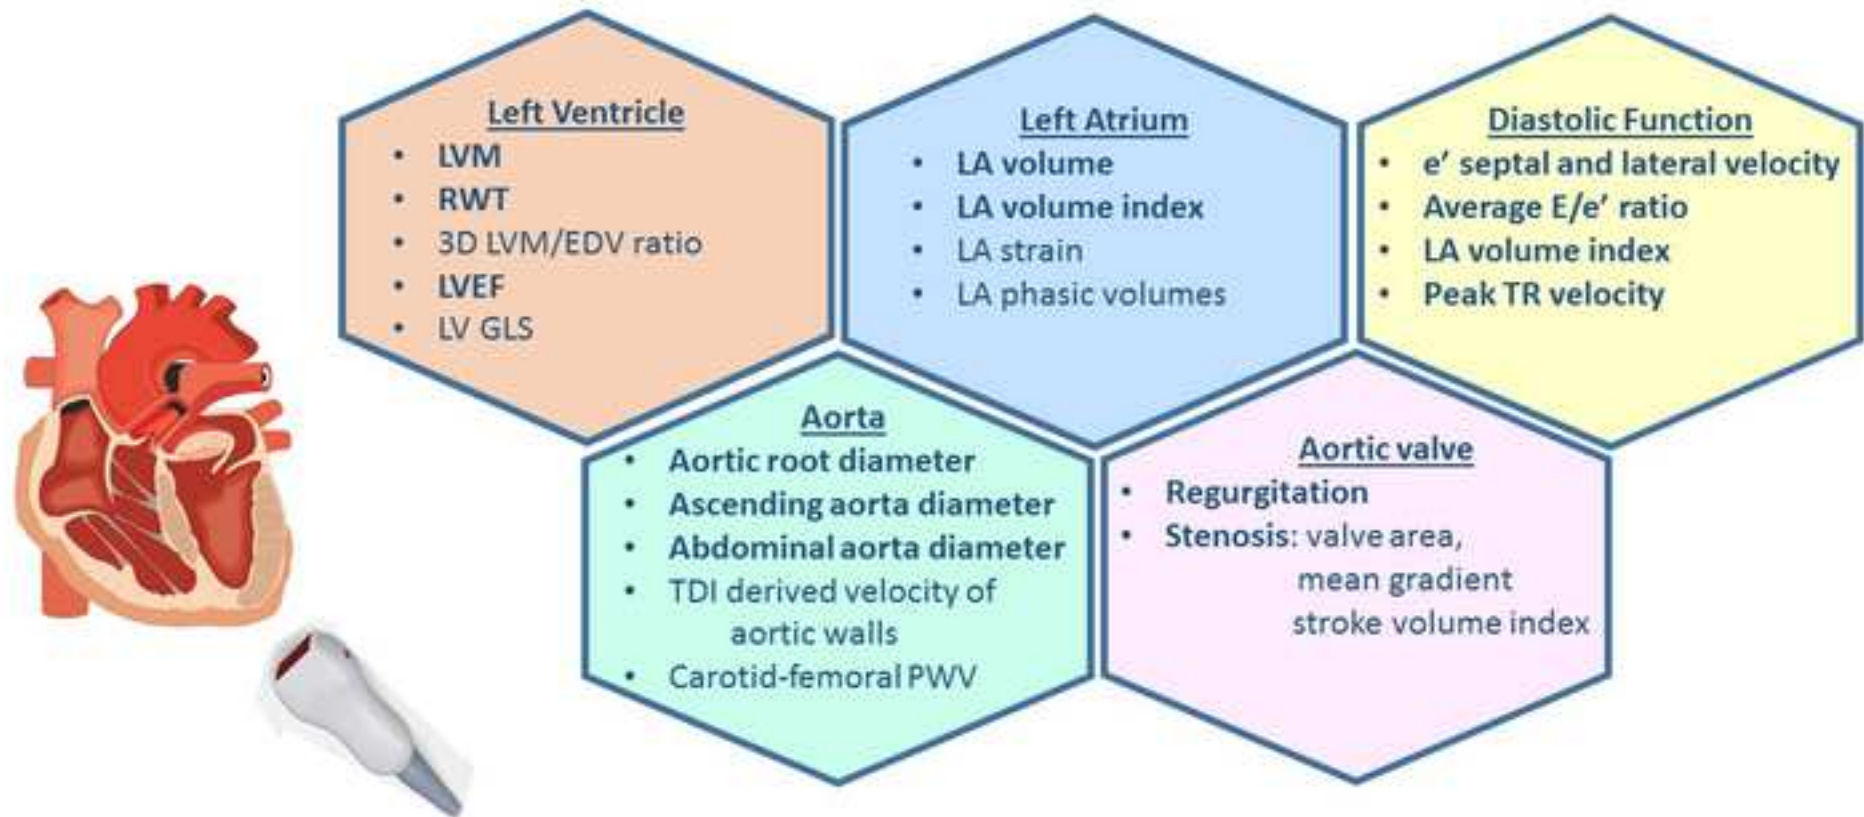 Left Ventricle
• LVM
• RWT
• 3D LVM/EDV ratio
• LVEF
• LV GLS
Left Atrium
• LA volume
• LA volume index
• LA strain
• LA phasic volumes
Diastolic Function
• e’ septal and lateral velocity
• Average E/e’ ratio
• LA volume index
• Peak TR velocity
Aorta
• Aortic root diameter
• Ascending aorta diameter
• Abdominal aorta diameter
• TDI derived velocity of
aortic walls
• Carotid-femoral PWV
Aortic valve
• Regurgitation
• Stenosis: valve area,
mean gradient
stroke volume index